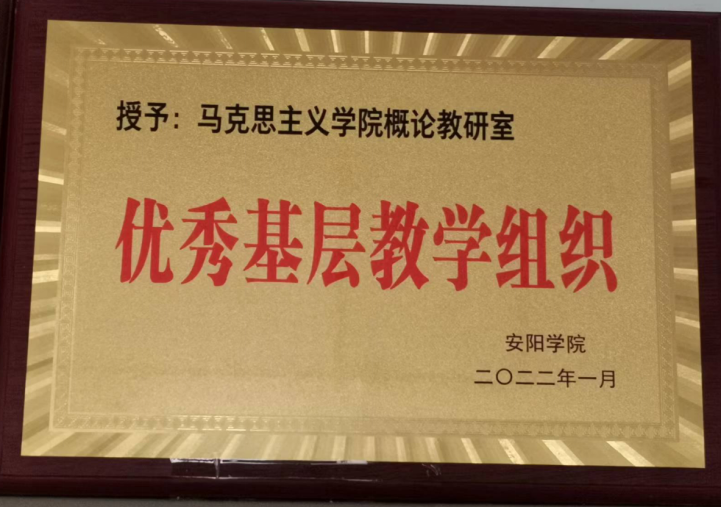 授予：马克思主义学院概论教研室
优秀基层教学组织
安阳学院
二〇二二年一月